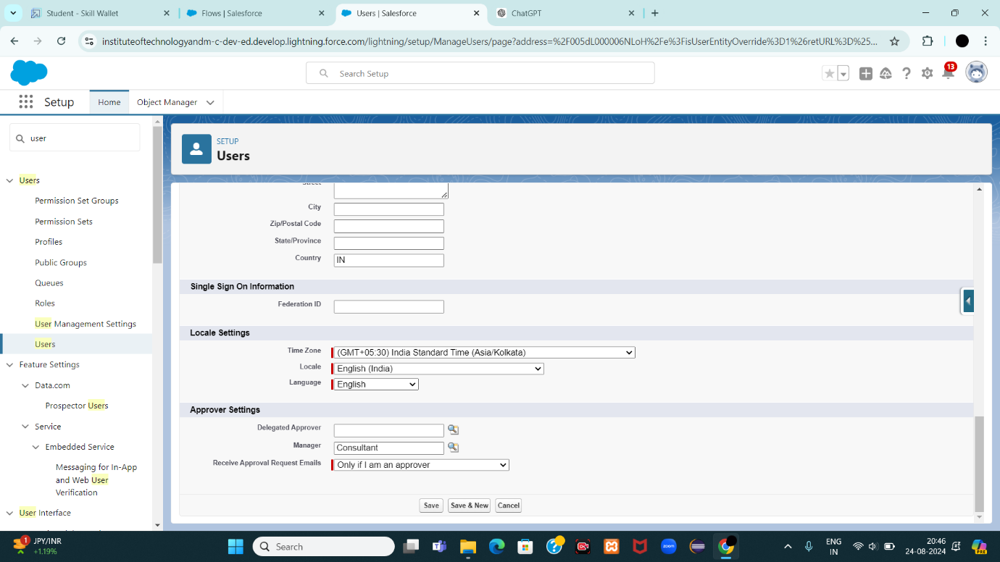 Student - Skill Wallet
Flows | Salesforce
Users | Salesforce
ChatGPT
instituteoftechnologyandm-c-dev-ed.develop.lightning.force.com/lightning/setup/ManageUsers/page?address=%2F005dL000006NLoH%2Fe%3FisUserEntityOverride%3D1%26retURL%3D%25...
Search Setup
13
Setup
Home
Object Manager
user
Users
Permission Set Groups
Permission Sets
Profiles
Public Groups
Queues
Roles
User Management Settings
Users
Feature Settings
Data.com
Prospector Users
Service
Embedded Service
Messaging for In-App
and Web User
Verification
User Interface
SETUP
Users
Street
City
Zip/Postal Code
State/Province
Country IN
Single Sign On Information
Federation ID
Locale Settings
Time Zone (GMT+05:30) India Standard Time (Asia/Kolkata)
Locale English (India)
Language English
Approver Settings
Delegated Approver
Manager Consultant
Receive Approval Request Emails Only if I am an approver
Save Save & New Cancel
1
JPY/INR
+1.19%
Search
zoom
ENG
IN
20:46
24-08-2024
PRE